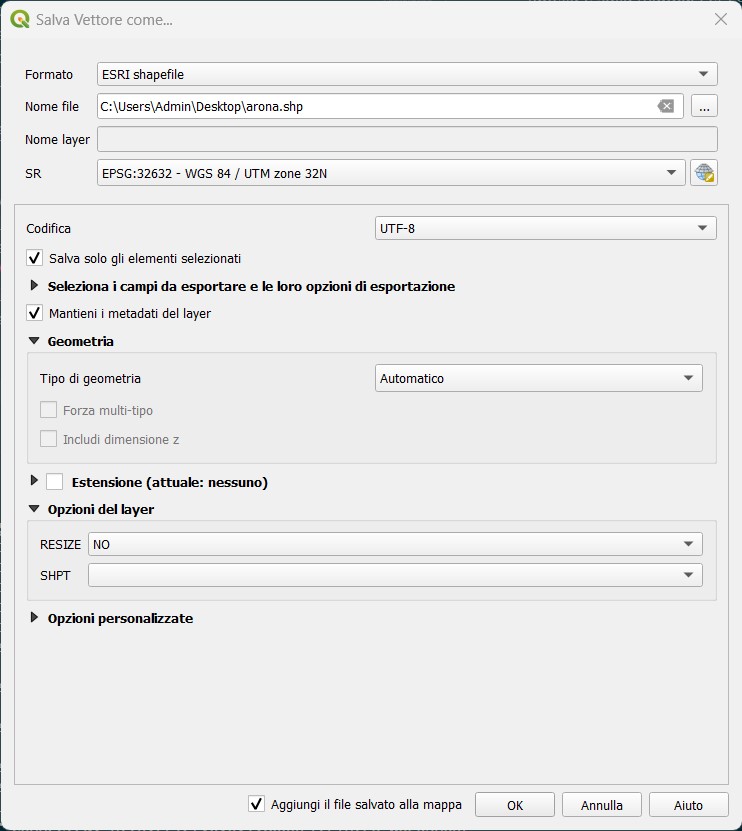 Salva Vettore come...
Formato ESRI shapefile
Nome file C:\Users\Admin\Desktop\arona.shp ...
Nome layer
SR EPSG:32632 - WGS 84 / UTM zone 32N
Codifica UTF-8
Salva solo gli elementi selezionati
Seleziona i campi da esportare e le loro opzioni di esportazione
Mantieni i metadati del layer
Geometria
Tipo di geometria Automatico
Forza multi-tipo
Includi dimensione z
Estensione (attuale: nessuno)
Opzioni del layer
RESIZE NO
SHPT
Opzioni personalizzate
Aggiungi il file salvato alla mappa OK Annulla Aiuto